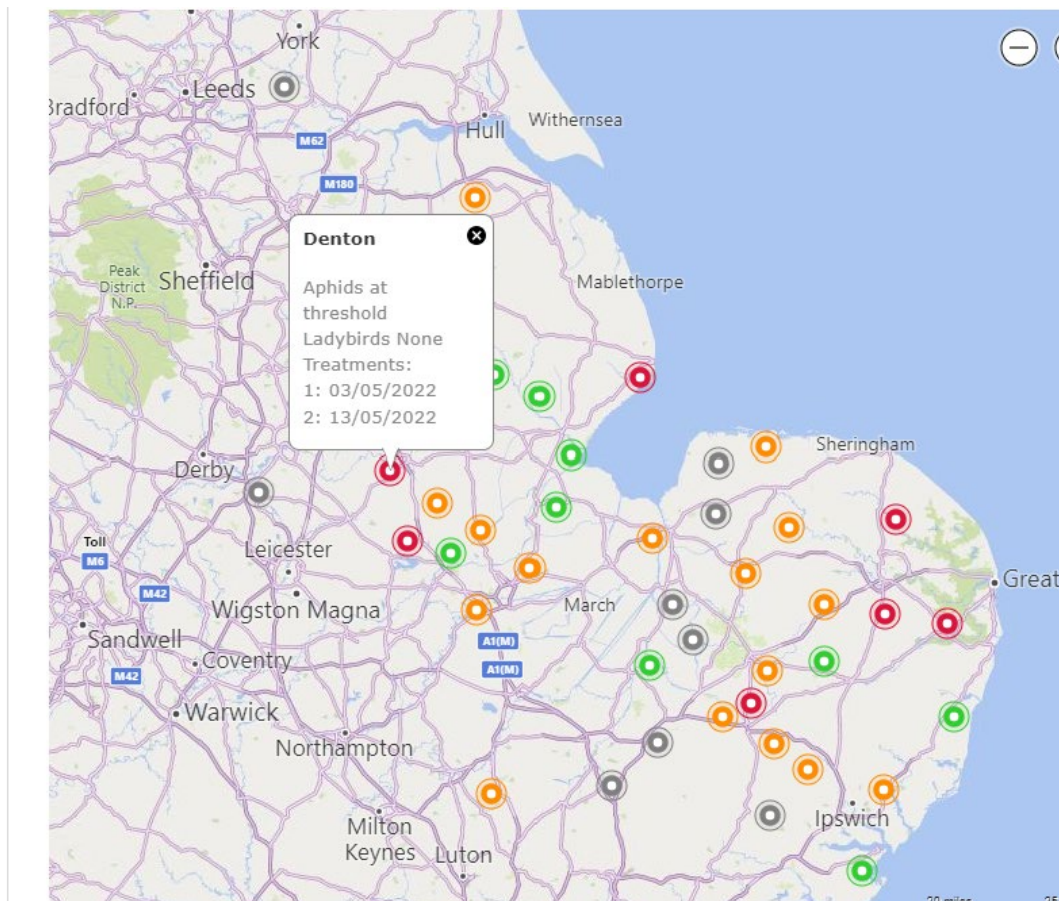 York
Leeds
Bradford
Hull
Withernsea
M62
M180
Denton
Aphids at
threshold
Ladybirds None
Treatments:
1: 03/05/2022
2: 13/05/2022
Peak
District
N.P.
Sheffield
Mablethorpe
Derby
Sheringham
Toll
M6
Leicester
M42
Wigston Magna
March
Great
Sandwell
A1(M)
Coventry
A1(M)
M42
Warwick
Northampton
Milton
Keynes
Luton
Ipswich